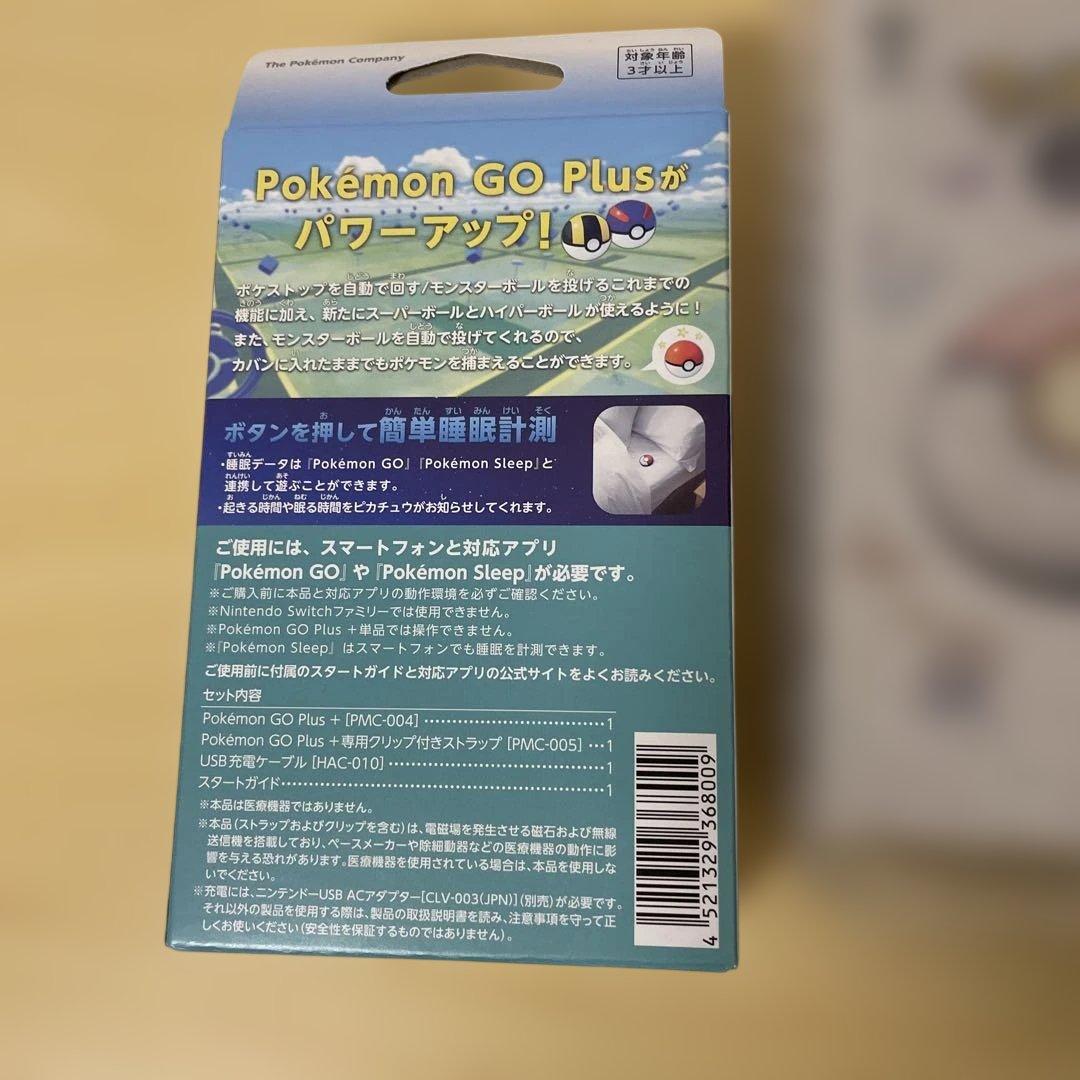 The Pokémon Company
対象年齢
3才以上
Pokémon GO Plusが
パワーアップ!
ポケストップを自動で回す/モンスターボールを投げるこれまでの
機能に加え、新たにスーパーボールとハイパーボールが使えるように!
また、モンスターボールを自動で投げてくれるので、
カバンに入れたままでもポケモンを捕まえることができます。
ボタンを押して簡単睡眠計測
・睡眠データは『Pokémon GO』『Pokémon Sleep』と
連携して遊ぶことができます。
・起きる時間や眠る時間をピカチュウがお知らせしてくれます。
ご使用には、スマートフォンと対応アプリ
『Pokémon GO』や『Pokémon Sleep』が必要です。
※ご購入前に本品と対応アプリの動作環境を必ずご確認ください。
※Nintendo Switchファミリーでは使用できません。
※Pokémon GO Plus +単品では操作できません。
※『Pokémon Sleep』はスマートフォンでも睡眠を計測できます。
ご使用前に付属のスタートガイドと対応アプリの公式サイトをよくお読みください。
セット内容
Pokémon GO Plus + [PMC-004] ………………………………1
Pokémon GO Plus +専用クリップ付きストラップ [PMC-005] …1
USB充電ケーブル [HAC-010] ………………………………1
スタートガイド………………………………………………1
※本品は医療機器ではありません。
※本品(ストラップおよびクリップを含む)は、電磁場を発生させる磁石および無線
送信機を搭載しており、ペースメーカーや除細動器などの医療機器の動作に影
響を与える恐れがあります。医療機器を使用されている場合は、本品を使用しな
いでください。
※充電には、ニンテンドーUSB ACアダプター[CLV-003(JPN)](別売)が必要です。
それ以外の製品を使用する際は、製品の取扱説明書を読み、注意事項を守って正
しくお使いください(安全性を保証するものではありません)。
4 521329 368009